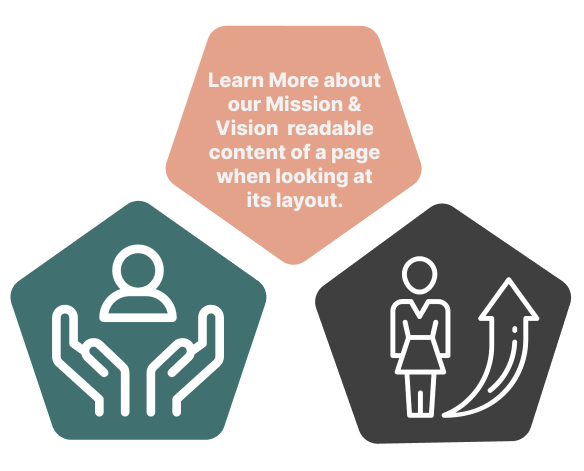 Learn More about
our Mission &
Vision  readable
content of a page
when looking at
its layout.